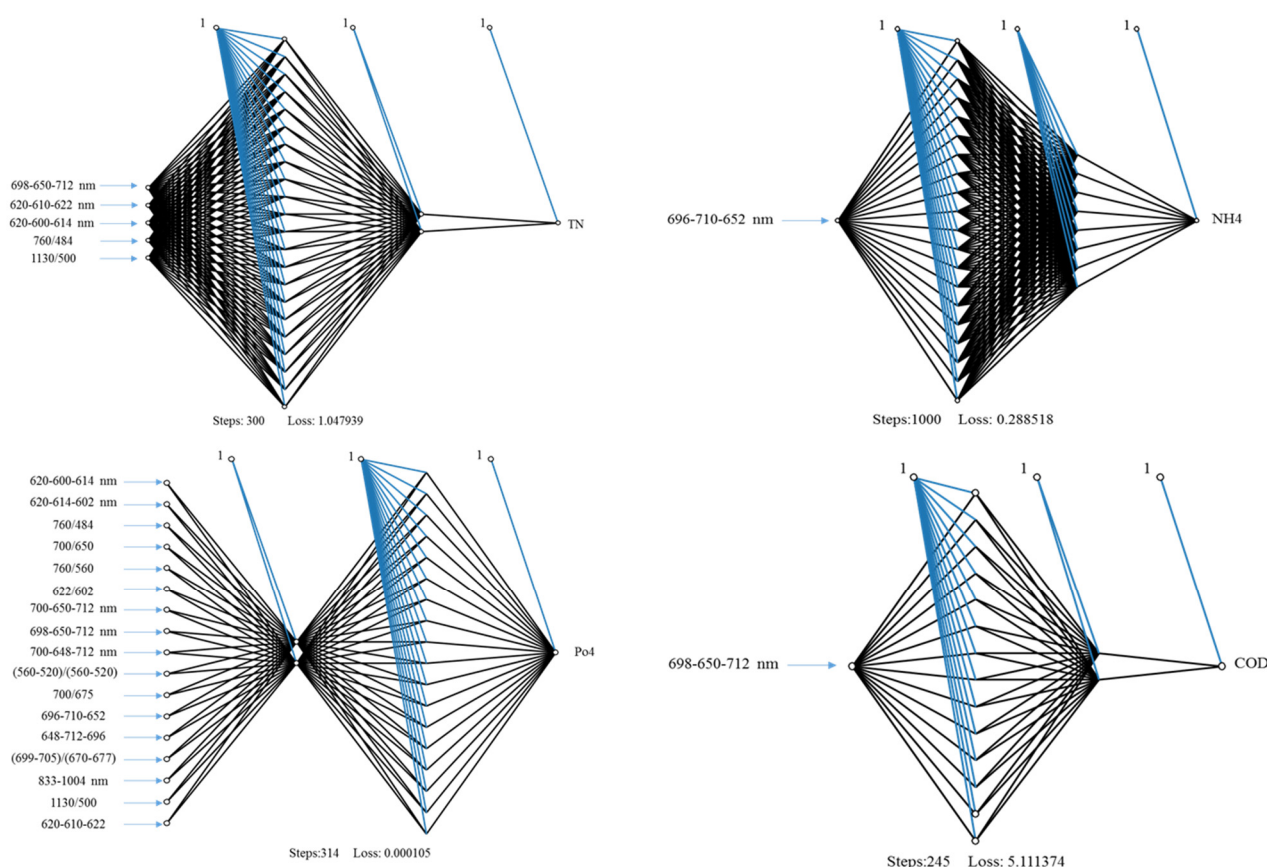 1 1 1
698-650-712 nm
620-610-622 nm
620-600-614 nm
760/484
1130/500
TN
Steps: 300 Loss: 1.047939
1 1 1
696-710-652 nm
NH4
Steps:1000 Loss: 0.288518
1 1 1
620-600-614 nm
620-614-602 nm
760/484
700/650
760/560
622/602
700-650-712 nm
698-650-712 nm
700-648-712 nm
(560-520)/(560-520)
700/675
696-710-652
648-712-696
(699-705)/(670-677)
833-1004 nm
1130/500
620-610-622
Po4
Steps:314 Loss: 0.000105
1 1 1
698-650-712 nm
COD
Steps:245 Loss: 5.111374